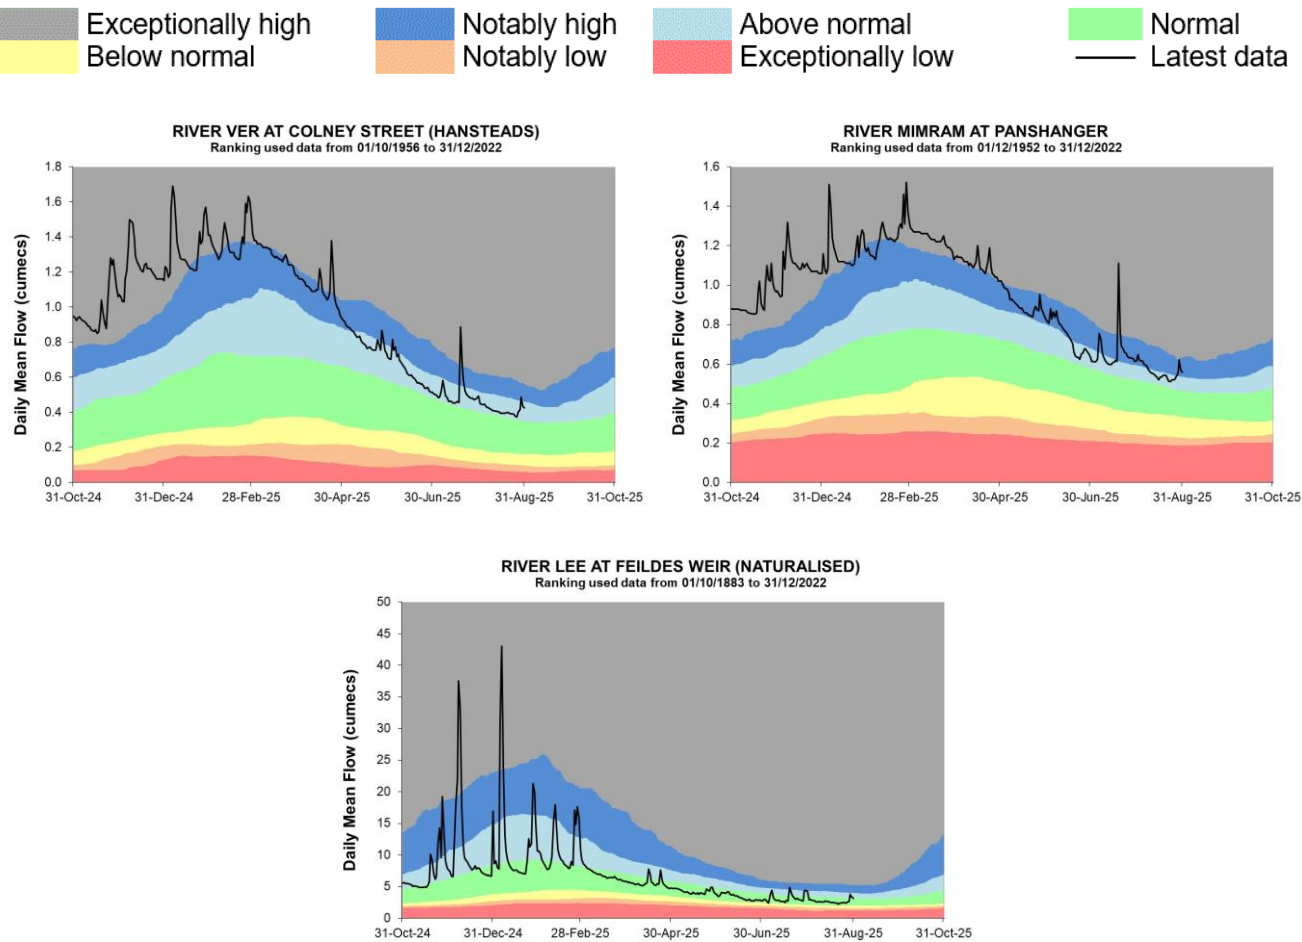 Exceptionally high Notably high Above normal Normal
Below normal Notably low Exceptionally low Latest data
RIVER VER AT COLNEY STREET (HANSTEADS)
Ranking used data from 01/10/1956 to 31/12/2022
Daily Mean Flow (cumecs)
1.8
1.6
1.4
1.2
1.0
0.8
0.6
0.4
0.2
0.0
31-Oct-24 31-Dec-24 28-Feb-25 30-Apr-25 30-Jun-25 31-Aug-25 31-Oct-25
RIVER MIMRAM AT PANSHANGER
Ranking used data from 01/12/1952 to 31/12/2022
Daily Mean Flow (cumecs)
1.6
1.4
1.2
1.0
0.8
0.6
0.4
0.2
0.0
31-Oct-24 31-Dec-24 28-Feb-25 30-Apr-25 30-Jun-25 31-Aug-25 31-Oct-25
RIVER LEE AT FEILDES WEIR (NATURALISED)
Ranking used data from 01/10/1883 to 31/12/2022
Daily Mean Flow (cumecs)
50
45
40
35
30
25
20
15
10
5
0
31-Oct-24 31-Dec-24 28-Feb-25 30-Apr-25 30-Jun-25 31-Aug-25 31-Oct-25